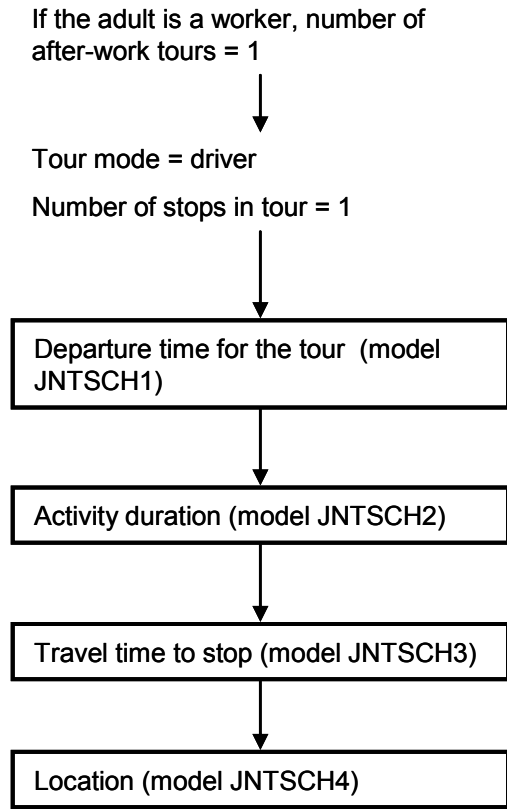 If the adult is a worker, number of
after-work tours = 1
Tour mode = driver
Number of stops in tour = 1
Departure time for the tour (model
JNTSCH1)
Activity duration (model JNTSCH2)
Travel time to stop (model JNTSCH3)
Location (model JNTSCH4)